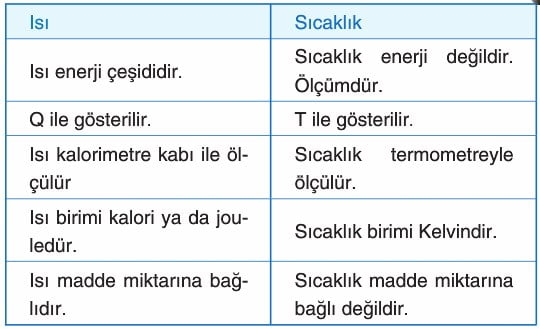 Isı
Sıcaklık
Isı enerji çeşididir.
Sıcaklık enerji değildir.
Ölçümdür.
Q ile gösterilir.
T ile gösterilir.
Isı kalorimetre kabı ile öl-
çülür
Sıcaklık termometreyle
ölçülür.
Isı birimi kalori ya da jou-
ledür.
Sıcaklık birimi Kelvindir.
Isı madde miktarına bağ-
lıdır.
Sıcaklık madde miktarına
bağlı değildir.